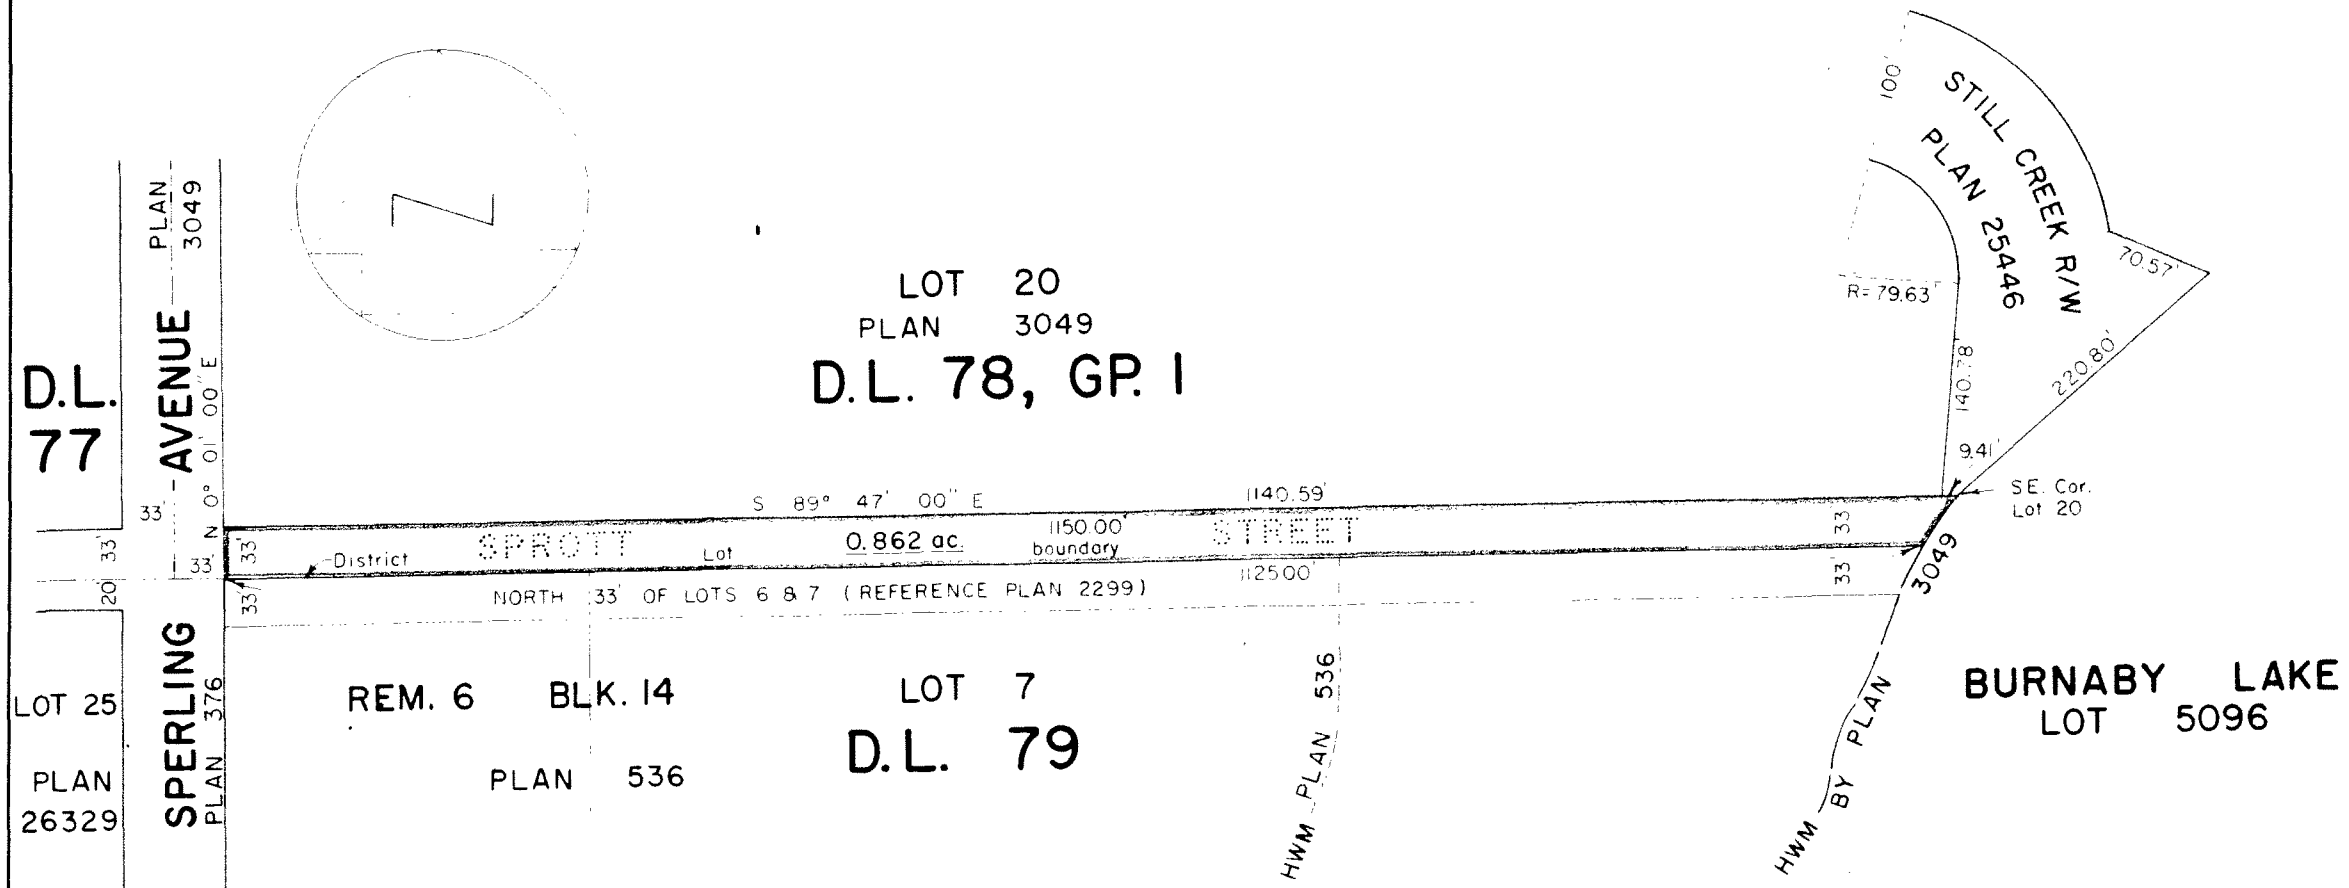 100'
STILL CREEK R/W
PLAN 25446
70.57'
R=79.63'
140.78'
220.80'
9.41'
S.E. Cor.
Lot 20
PLAN
3049
AVENUE
N 0° 01' 00" E
LOT 20
PLAN 3049
D.L. 78, GP. 1
D.L.
77
33'
33'
33'
33'
20'
33'
S 89° 47' 00" E
1140.59'
1150.00'
SPROTT STREET
0.862 ac.
District Lot boundary
1125.00'
33'
33
NORTH 33' OF LOTS 6 & 7 (REFERENCE PLAN 2299)
3049
SPERLING
PLAN 376
LOT 25
PLAN
26329
REM. 6 BLK. 14
PLAN 536
LOT 7
D.L. 79
HWM PLAN 536
HWM BY PLAN
BURNABY LAKE
LOT 5096